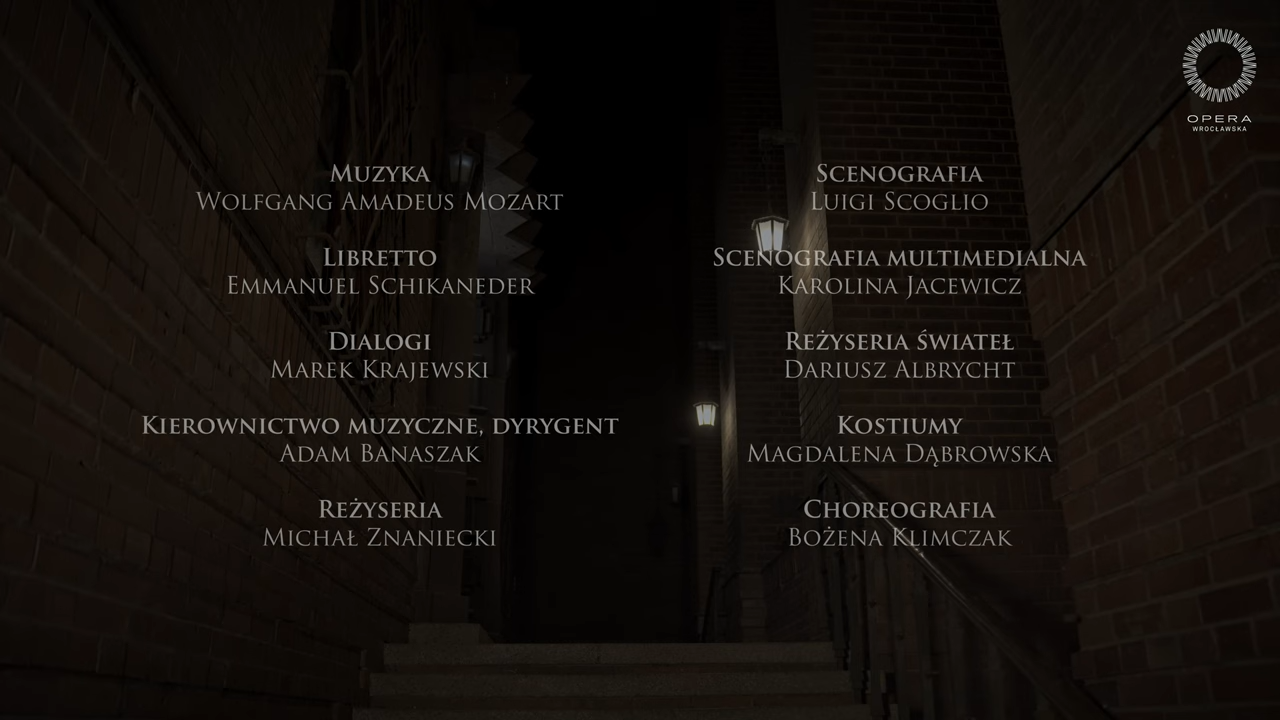 Muzyka
Wolfgang Amadeus Mozart
Libretto
Emmanuel Schikaneder
Dialogi
Marek Krajewski
Kierownictwo muzyczne, dyrygent
Adam Banaszak
Reżyseria
Michał Znaniecki
Scenografia
Luigi Scoglio
Scenografia multimedialna
Karolina Jacewicz
Reżyseria świateł
Dariusz Albrycht
Kostiumy
Magdalena Dąbrowska
Choreografia
Bożena Klimczak
OPERA
WROCŁAWSKA